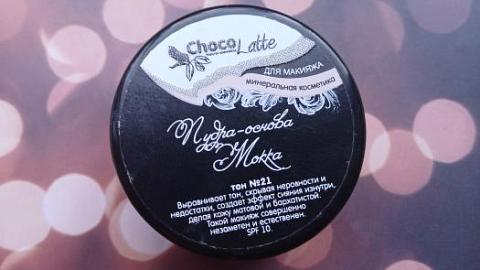 Choco Latte
ДЛЯ МАКИЯЖА
минеральная косметика
Пудра-основа
Мокка
тон №21
Выравнивает тон, скрывая неровности и
недостатки, создает эффект сияния изнутри,
делая кожу матовой и бархатистой.
Такой макияж совершенно
незаметен и естественен.
SPF 10.